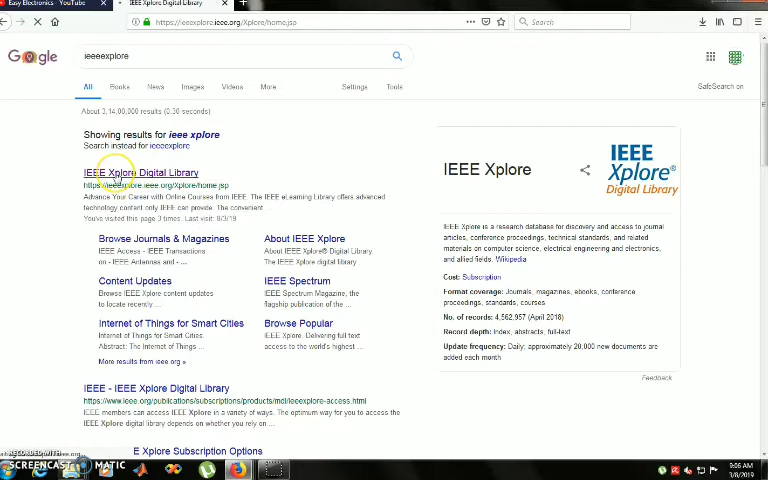 Easy Electronics - YouTube
IEEE Xplore Digital Library
https://ieeexplore.ieee.org/Xplore/home.jsp
Search
Google
ieeeexplore
All
Books
News
Images
Videos
More
Settings
Tools
SafeSearch on
About 3,14,00,000 results (0.30 seconds)
Showing results for ieee xplore
Search instead for ieeeexplore
IEEE Xplore Digital Library
https://ieeexplore.ieee.org/Xplore/home.jsp
Advance Your Career with Online Courses from IEEE. The IEEE eLearning Library offers advanced
technology content only IEEE can provide. The convenient ...
You've visited this page 3 times. Last visit: 8/3/19
Browse Journals & Magazines
IEEE Access - IEEE Transactions
on - IEEE Antennas and - ...
About IEEE Xplore
About IEEE Xplore® Digital Library.
The IEEE Xplore digital library
Content Updates
Browse IEEE Xplore content updates
to locate recently ...
IEEE Spectrum
IEEE Spectrum Magazine, the
flagship publication of the ...
Internet of Things for Smart Cities
Internet of Things for Smart Cities.
Abstract: The Internet of Things ...
Browse Popular
IEEE Xplore. Delivering full text
access to the world's highest ...
More results from ieee.org »
IEEE - IEEE Xplore Digital Library
https://www.ieee.org/publications/subscriptions/products/mdl/ieeexplore-access.html
IEEE members can access IEEE Xplore in a variety of ways. The optimum way for you to access the
IEEE Xplore digital library depends on whether you rely on ...
E Xplore Subscription Options
IEEE Xplore
IEEE
Xplore®
Digital Library
IEEE Xplore is a research database for discovery and access to journal
articles, conference proceedings, technical standards, and related
materials on computer science, electrical engineering and electronics,
and allied fields. Wikipedia
Cost: Subscription
Format coverage: Journals, magazines, ebooks, conference
proceedings, standards, courses
No. of records: 4,562,957 (April 2018)
Record depth: Index, abstracts, full-text
Update frequency: Daily; approximately 20,000 new documents are
added each month
Feedback
RECORDED WITH
SCREENCAST MATIC
9:06 AM
3/8/2019